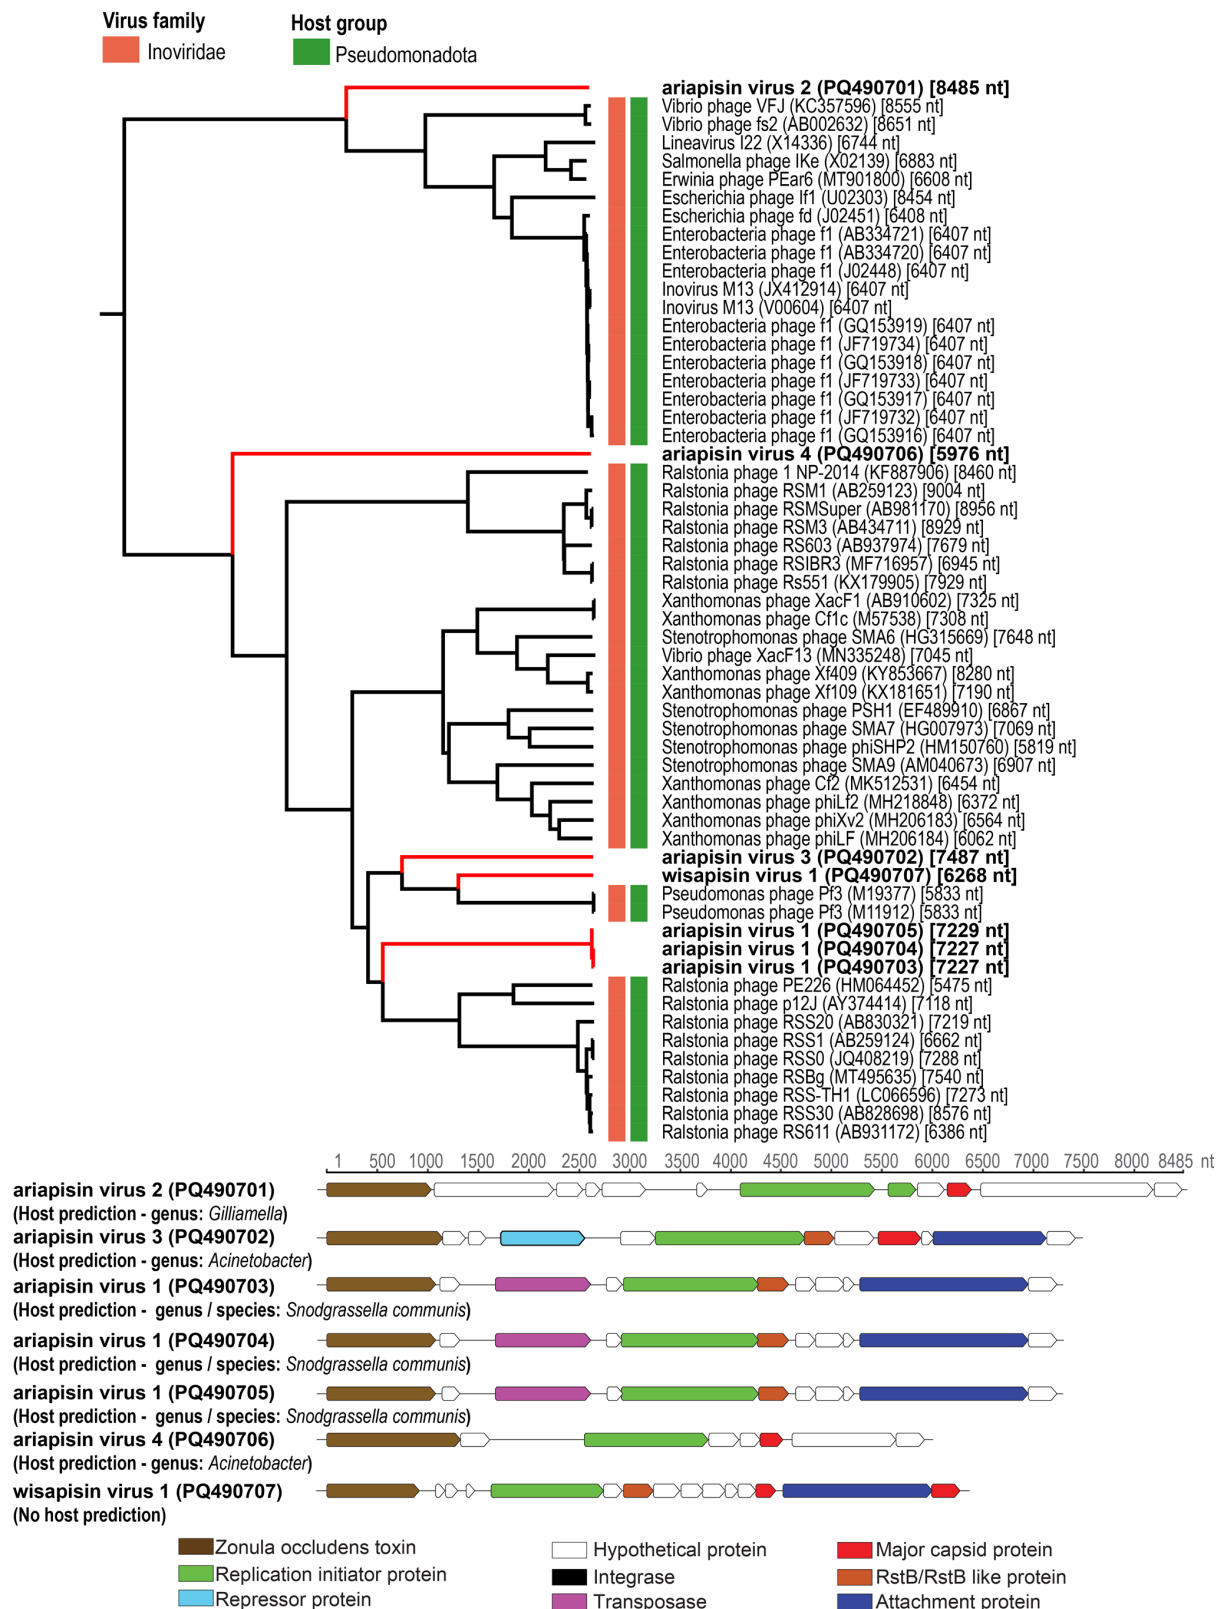 Virus family
Inoviridae
Host group
Pseudomonadota
ariapisin virus 2 (PQ490701) [8485 nt]
Vibrio phage VFJ (KC357596) [8555 nt]
Vibrio phage fs2 (AB002632) [8651 nt]
Lineavirus I22 (X14336) [6744 nt]
Salmonella phage IKe (X02139) [6883 nt]
Erwinia phage PEar6 (MT901800) [6608 nt]
Escherichia phage If1 (U02303) [8454 nt]
Escherichia phage fd (J02451) [6408 nt]
Enterobacteria phage f1 (AB334721) [6407 nt]
Enterobacteria phage f1 (AB334720) [6407 nt]
Enterobacteria phage f1 (J02448) [6407 nt]
Inovirus M13 (JX412914) [6407 nt]
Inovirus M13 (V00604) [6407 nt]
Enterobacteria phage f1 (GQ153919) [6407 nt]
Enterobacteria phage f1 (JF719734) [6407 nt]
Enterobacteria phage f1 (GQ153918) [6407 nt]
Enterobacteria phage f1 (JF719733) [6407 nt]
Enterobacteria phage f1 (GQ153917) [6407 nt]
Enterobacteria phage f1 (JF719732) [6407 nt]
Enterobacteria phage f1 (GQ153916) [6407 nt]
ariapisin virus 4 (PQ490706) [5976 nt]
Ralstonia phage 1 NP-2014 (KF887906) [8460 nt]
Ralstonia phage RSM1 (AB259123) [9004 nt]
Ralstonia phage RSMSuper (AB981170) [8956 nt]
Ralstonia phage RSM3 (AB434711) [8929 nt]
Ralstonia phage RS603 (AB937974) [7679 nt]
Ralstonia phage RSIBR3 (MF716957) [6945 nt]
Ralstonia phage Rs551 (KX179905) [7929 nt]
Xanthomonas phage XacF1 (AB910602) [7325 nt]
Xanthomonas phage Cf1c (M57538) [7308 nt]
Stenotrophomonas phage SMA6 (HG315669) [7648 nt]
Vibrio phage XacF13 (MN335248) [7045 nt]
Xanthomonas phage Xf409 (KY853667) [8280 nt]
Xanthomonas phage Xf109 (KX181651) [7190 nt]
Stenotrophomonas phage PSH1 (EF489910) [6867 nt]
Stenotrophomonas phage SMA7 (HG007973) [7069 nt]
Stenotrophomonas phage phiSHP2 (HM150760) [5819 nt]
Stenotrophomonas phage SMA9 (AM040673) [6907 nt]
Xanthomonas phage Cf2 (MK512531) [6454 nt]
Xanthomonas phage phiLf2 (MH218848) [6372 nt]
Xanthomonas phage phiXv2 (MH206183) [6564 nt]
Xanthomonas phage phiLF (MH206184) [6062 nt]
ariapisin virus 3 (PQ490702) [7487 nt]
wisapisin virus 1 (PQ490707) [6268 nt]
Pseudomonas phage Pf3 (M19377) [5833 nt]
Pseudomonas phage Pf3 (M11912) [5833 nt]
ariapisin virus 1 (PQ490705) [7229 nt]
ariapisin virus 1 (PQ490704) [7227 nt]
ariapisin virus 1 (PQ490703) [7227 nt]
Ralstonia phage PE226 (HM064452) [5475 nt]
Ralstonia phage p12J (AY374414) [7118 nt]
Ralstonia phage RSS20 (AB830321) [7219 nt]
Ralstonia phage RSS1 (AB259124) [6662 nt]
Ralstonia phage RSS0 (JQ408219) [7288 nt]
Ralstonia phage RSBg (MT495635) [7540 nt]
Ralstonia phage RSS-TH1 (LC066596) [7273 nt]
Ralstonia phage RSS30 (AB828698) [8576 nt]
Ralstonia phage RS611 (AB931172) [6386 nt]
1 500 1000 1500 2000 2500 3000 3500 4000 4500 5000 5500 6000 6500 7000 7500 8000 8485 nt
ariapisin virus 2 (PQ490701)
(Host prediction - genus: Gilliamella)
ariapisin virus 3 (PQ490702)
(Host prediction - genus: Acinetobacter)
ariapisin virus 1 (PQ490703)
(Host prediction - genus / species: Snodgrassella communis)
ariapisin virus 1 (PQ490704)
(Host prediction - genus / species: Snodgrassella communis)
ariapisin virus 1 (PQ490705)
(Host prediction - genus / species: Snodgrassella communis)
ariapisin virus 4 (PQ490706)
(Host prediction - genus: Acinetobacter)
wisapisin virus 1 (PQ490707)
(No host prediction)
Zonula occludens toxin
Replication initiator protein
Repressor protein
Hypothetical protein
Integrase
Transposase
Major capsid protein
RstB/RstB like protein
Attachment protein